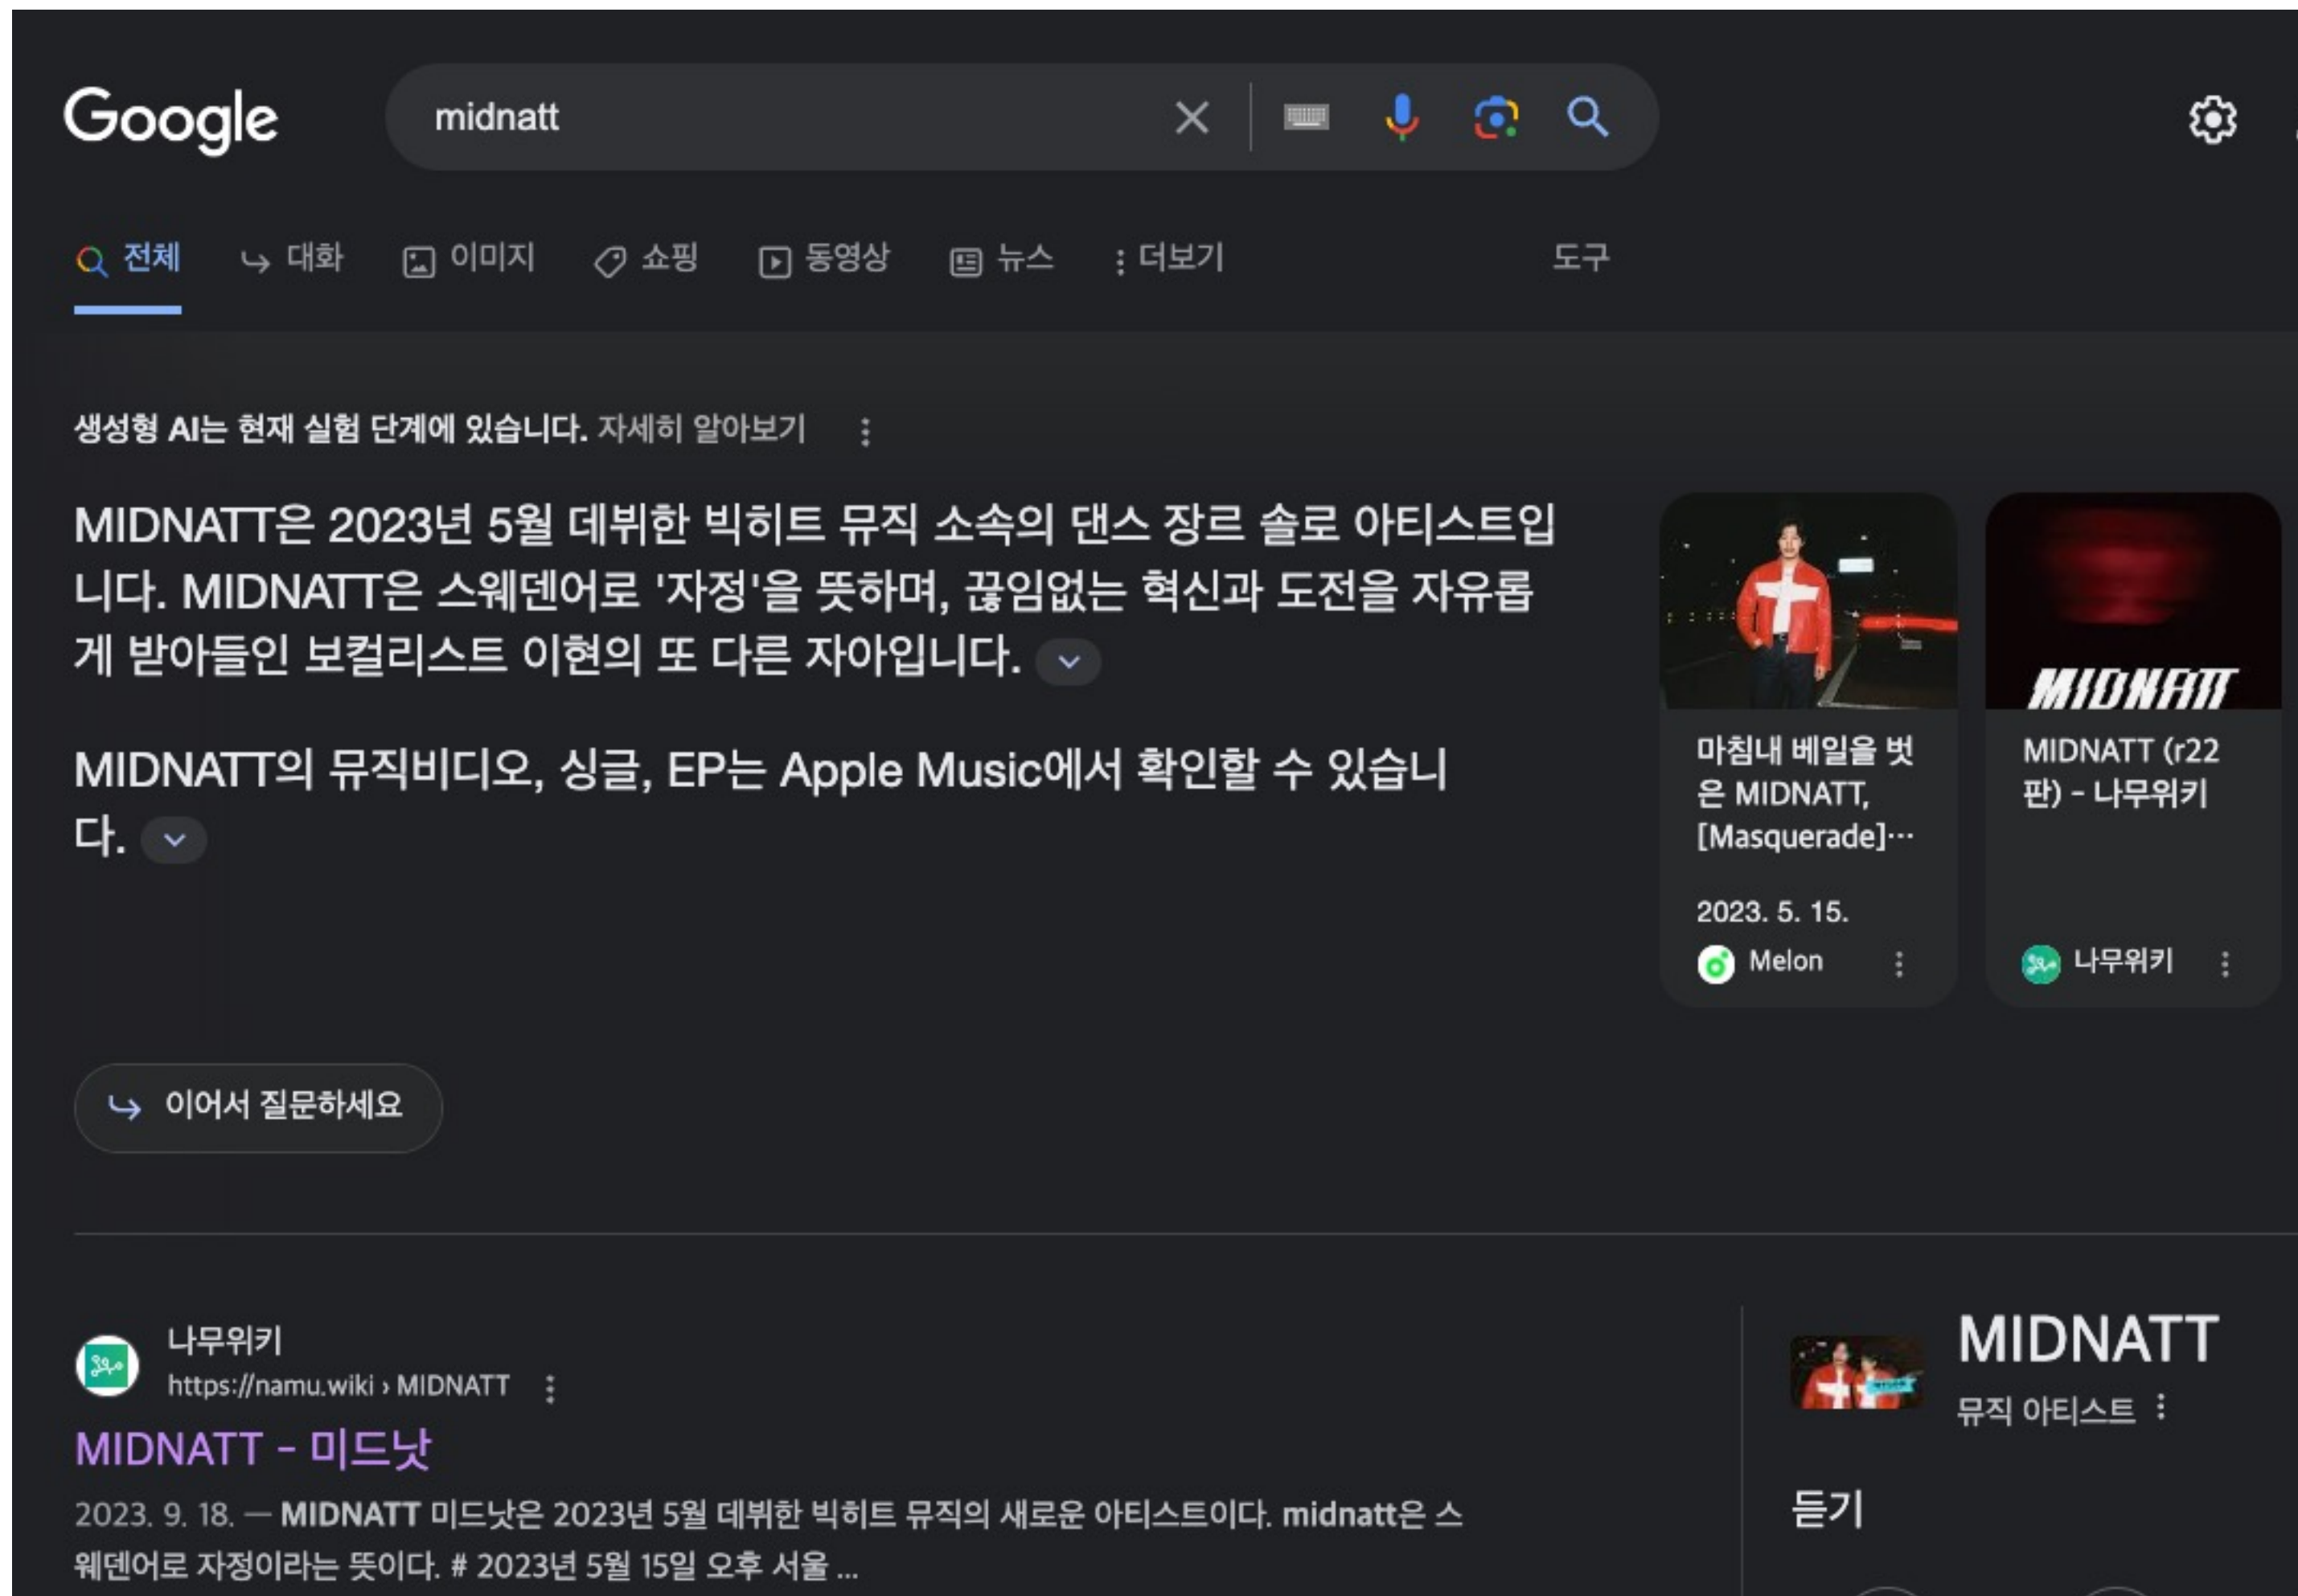 Google
midnatt
전체
대화
이미지
쇼핑
동영상
뉴스
더보기
도구
생성형 AI는 현재 실험 단계에 있습니다. 자세히 알아보기
MIDNATT은 2023년 5월 데뷔한 빅히트 뮤직 소속의 댄스 장르 솔로 아티스트입
니다. MIDNATT은 스웨덴어로 '자정'을 뜻하며, 끊임없는 혁신과 도전을 자유롭
게 받아들인 보컬리스트 이현의 또 다른 자아입니다.
MIDNATT의 뮤직비디오, 싱글, EP는 Apple Music에서 확인할 수 있습니
다.
마침내 베일을 벗
은 MIDNATT,
[Masquerade]…
2023. 5. 15.
Melon
MIDNATT
MIDNATT (r22
판) - 나무위키
나무위키
이어서 질문하세요
나무위키
https://namu.wiki › MIDNATT
MIDNATT - 미드낫
2023. 9. 18. — MIDNATT 미드낫은 2023년 5월 데뷔한 빅히트 뮤직의 새로운 아티스트이다. midnatt은 스
웨덴어로 자정이라는 뜻이다. # 2023년 5월 15일 오후 서울 ...
MIDNATT
뮤직 아티스트
듣기